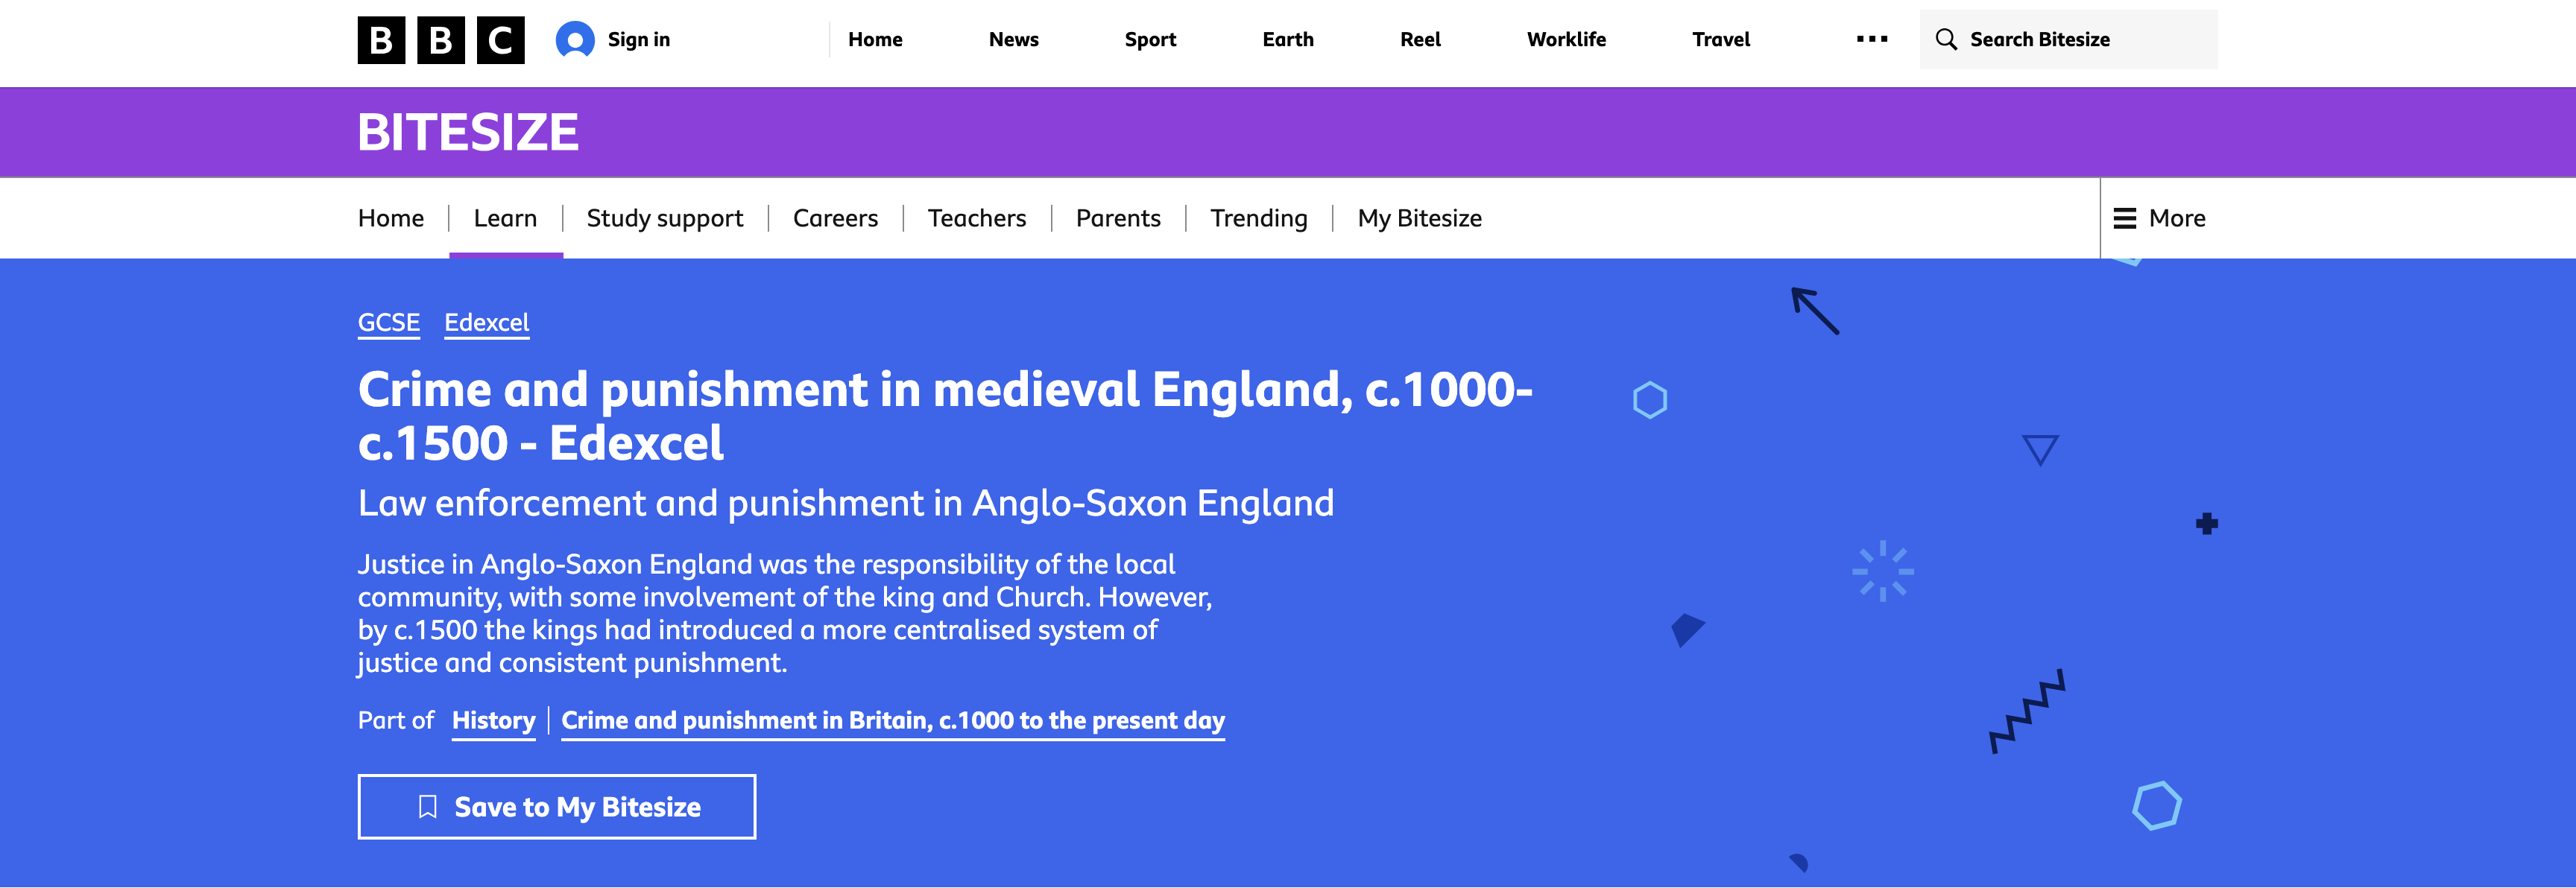 BBC Sign in Home News Sport Earth Reel Worklife Travel Search Bitesize
BITESIZE
Home Learn Study support Careers Teachers Parents Trending My Bitesize More
GCSE Edexcel
Crime and punishment in medieval England, c.1000-
c.1500 - Edexcel
Law enforcement and punishment in Anglo-Saxon England
Justice in Anglo-Saxon England was the responsibility of the local
community, with some involvement of the king and Church. However,
by c.1500 the kings had introduced a more centralised system of
justice and consistent punishment.
Part of History Crime and punishment in Britain, c.1000 to the present day
Save to My Bitesize